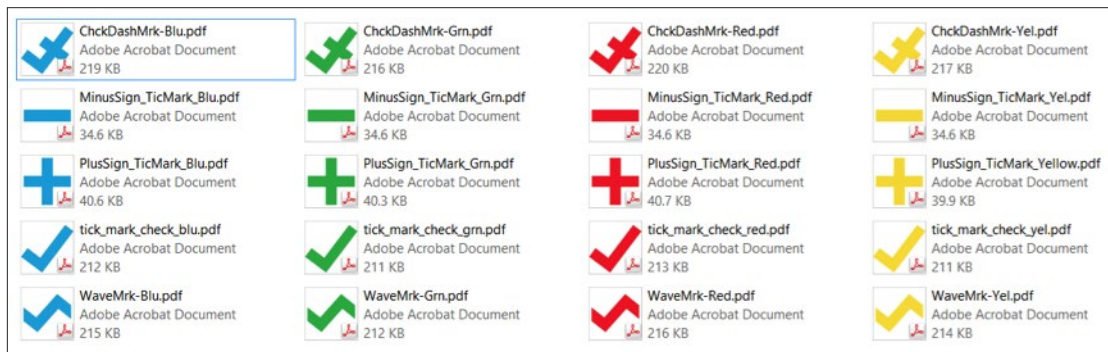 ChckDashMrk-Blu.pdf
Adobe Acrobat Document
219 KB
ChckDashMrk-Grn.pdf
Adobe Acrobat Document
216 KB
ChckDashMrk-Red.pdf
Adobe Acrobat Document
220 KB
ChckDashMrk-Yel.pdf
Adobe Acrobat Document
217 KB
MinusSign_TicMark_Blu.pdf
Adobe Acrobat Document
34.6 KB
MinusSign_TicMark_Grn.pdf
Adobe Acrobat Document
34.6 KB
MinusSign_TicMark_Red.pdf
Adobe Acrobat Document
34.6 KB
MinusSign_TicMark_Yel.pdf
Adobe Acrobat Document
34.6 KB
PlusSign_TicMark_Blu.pdf
Adobe Acrobat Document
40.6 KB
PlusSign_TicMark_Grn.pdf
Adobe Acrobat Document
40.3 KB
PlusSign_TicMark_Red.pdf
Adobe Acrobat Document
40.7 KB
PlusSign_TicMark_Yellow.pdf
Adobe Acrobat Document
39.9 KB
tick_mark_check_blu.pdf
Adobe Acrobat Document
212 KB
tick_mark_check_grn.pdf
Adobe Acrobat Document
211 KB
tick_mark_check_red.pdf
Adobe Acrobat Document
213 KB
tick_mark_check_yel.pdf
Adobe Acrobat Document
211 KB
WaveMrk-Blu.pdf
Adobe Acrobat Document
215 KB
WaveMrk-Grn.pdf
Adobe Acrobat Document
212 KB
WaveMrk-Red.pdf
Adobe Acrobat Document
216 KB
WaveMrk-Yel.pdf
Adobe Acrobat Document
214 KB